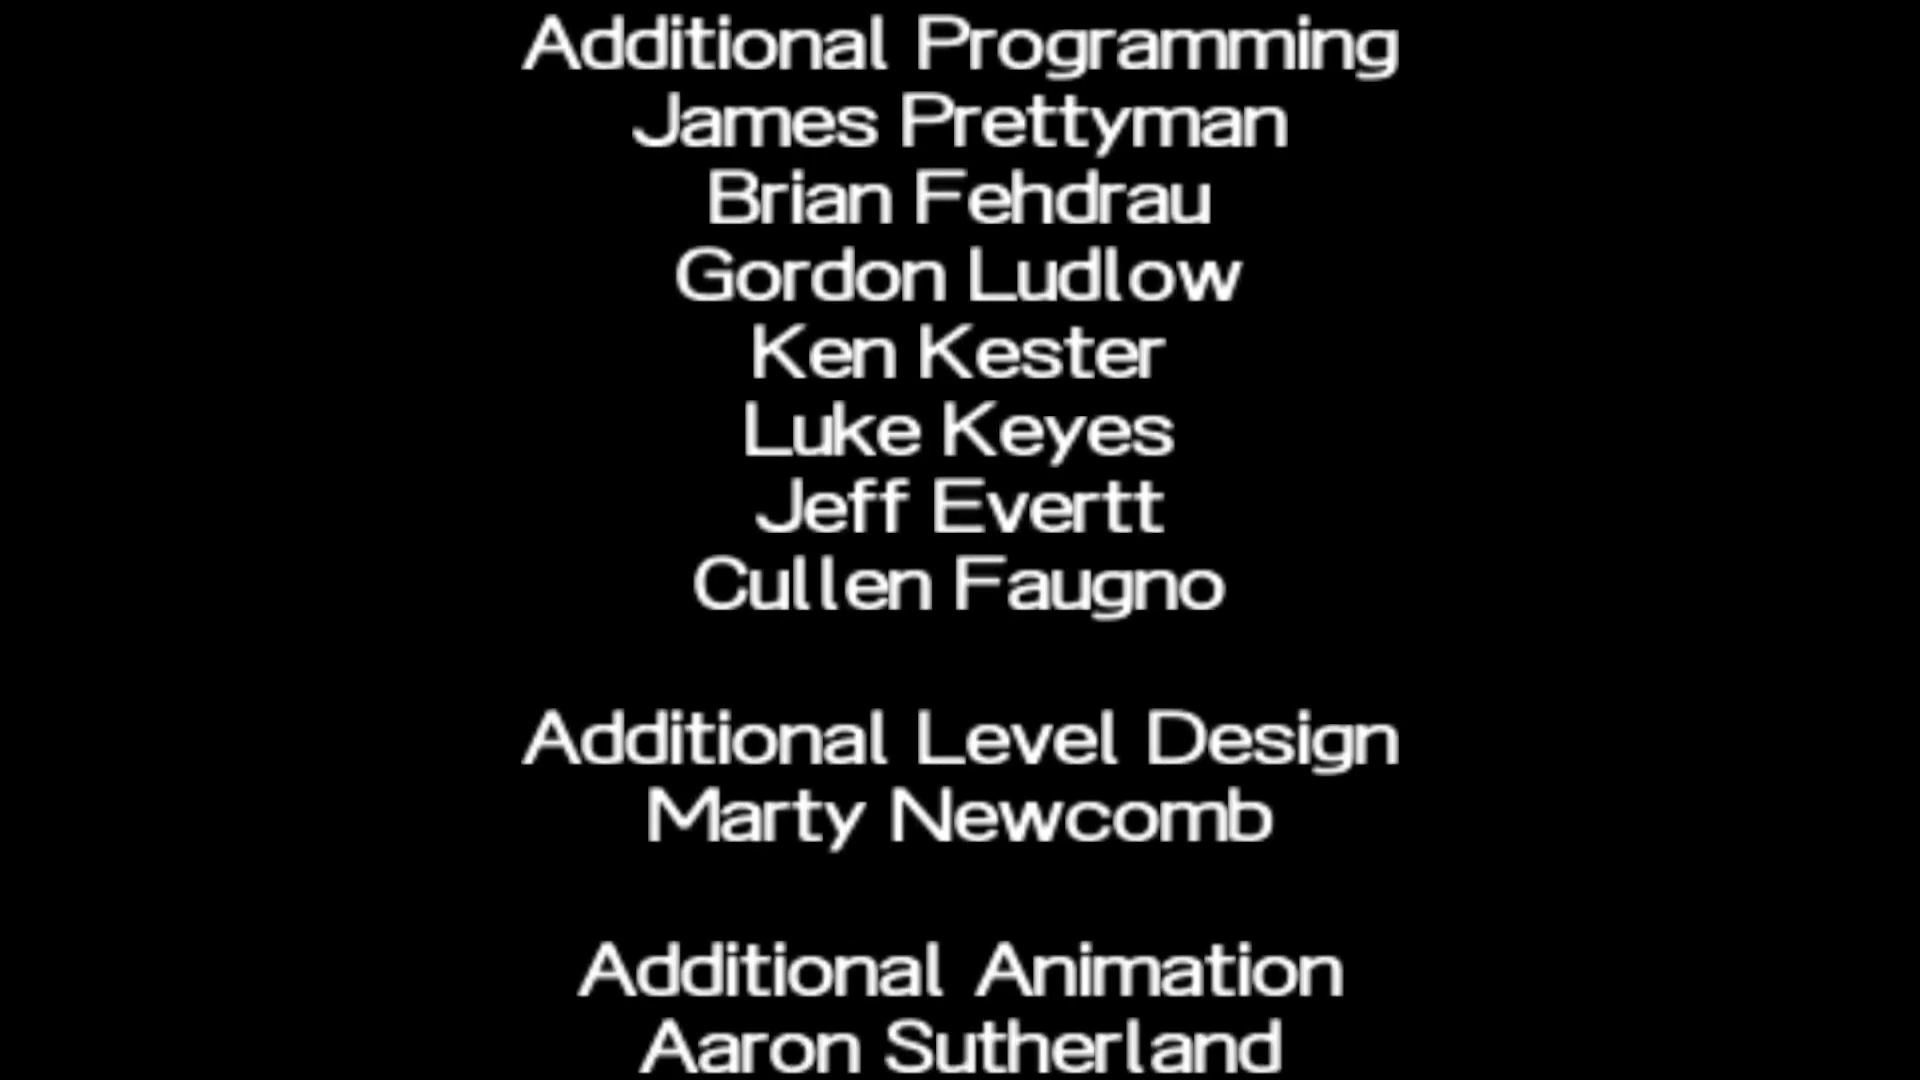 Additional Programming
James Prettyman
Brian Fehdrau
Gordon Ludlow
Ken Kester
Luke Keyes
Jeff Evertt
Cullen Faugno
Additional Level Design
Marty Newcomb
Additional Animation
Aaron Sutherland